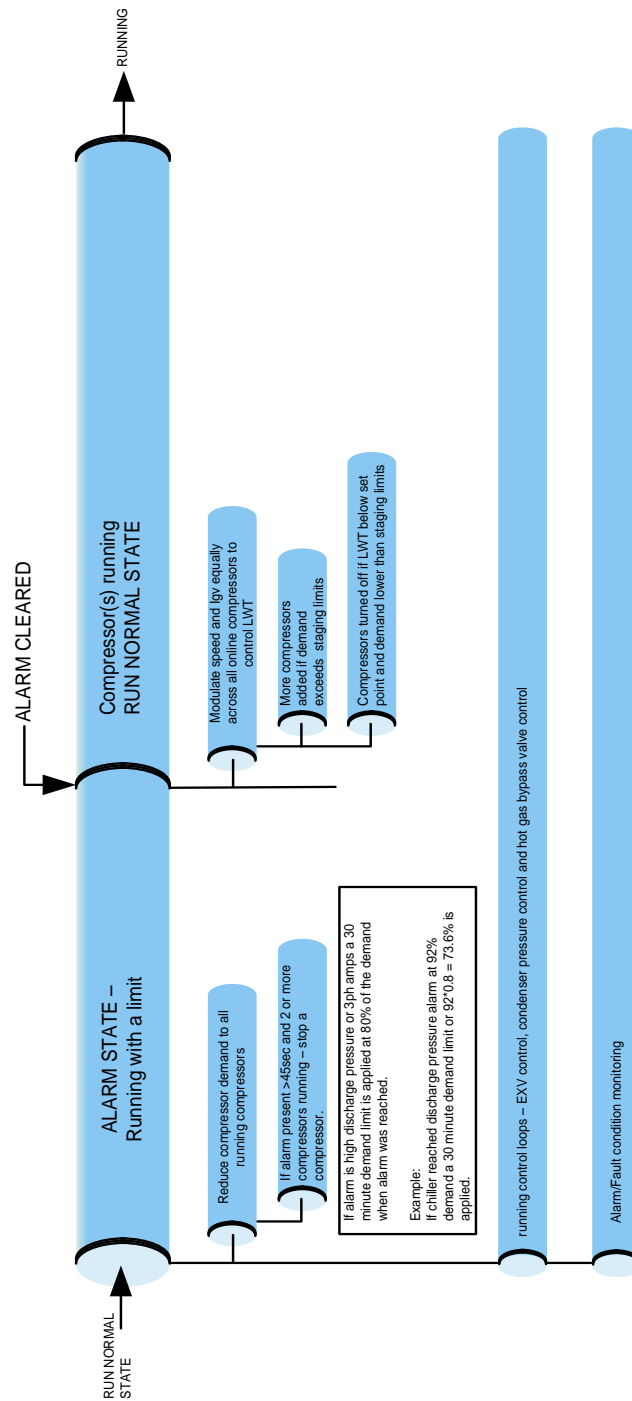 RUN NORMAL
STATE
ALARM STATE –
Running with a limit
ALARM CLEARED
Compressor(s) running
RUN NORMAL STATE
RUNNING
Reduce compressor demand to all
running compressors
If alarm present >45sec and 2 or more
compressors running – stop a
compressor.
If alarm is high discharge pressure or 3ph amps a 30
minute demand limit is applied at 80% of the demand
when alarm was reached.
Example:
If chiller reached discharge pressure alarm at 92%
demand a 30 minute demand limit or 92*0.8 = 73.6% is
applied.
Modulate speed and Igv equally
across all online compressors to
control LWT
More compressors
added if demand
exceeds staging limits
Compressors turned off if LWT below set
point and demand lower than staging limits
running control loops – EXV control, condenser pressure control and hot gas bypass valve control
Alarm/Fault condition monitoring